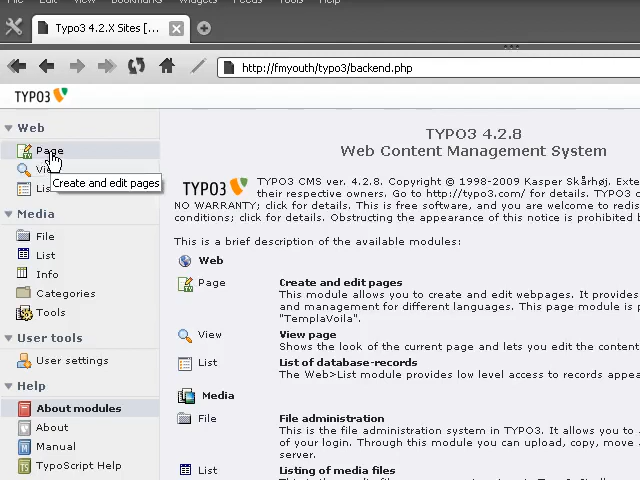 File Edit View Bookmarks Widgets Feeds Tools Help
Typo3 4.2.X Sites [...
http://fmyouth/typo3/backend.php
TYPO3
Web
Page
Create and edit pages
Media
File
List
Info
Categories
Tools
User tools
User settings
Help
About modules
About
Manual
TypoScript Help
TYPO3 4.2.8
Web Content Management System
TYPO3
TYPO3 CMS ver. 4.2.8. Copyright © 1998-2009 Kasper Skårhøj. Exte
their respective owners. Go to http://typo3.com/ for details. TYPO
NO WARRANTY; click for details. This is free software, and you are welcome to redis
conditions; click for details. Obstructing the appearance of this notice is prohibited b
This is a brief description of the available modules:
Web
Page
Create and edit pages
This module allows you to create and edit webpages. It provides
and management for different languages. This page module is p
"TemplaVoila".
View
View page
Shows the look of the current page and lets you edit the content
List
List of database-records
The Web>List module provides low level access to records appea
Media
File
File administration
This is the file administration system in TYPO3. It allows you to
of your login. Through this module you can upload, copy, move
server.
List
Listing of media files